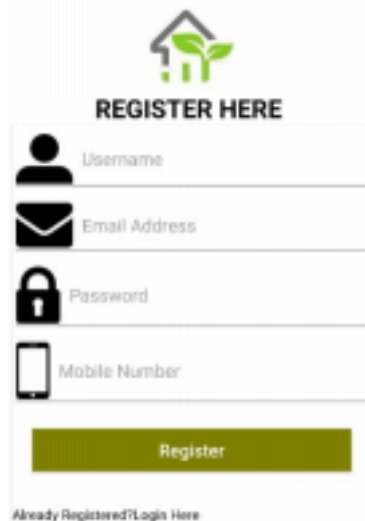 REGISTER HERE
Username
Email Address
Password
Mobile Number
Register
Already Registered?Login Here